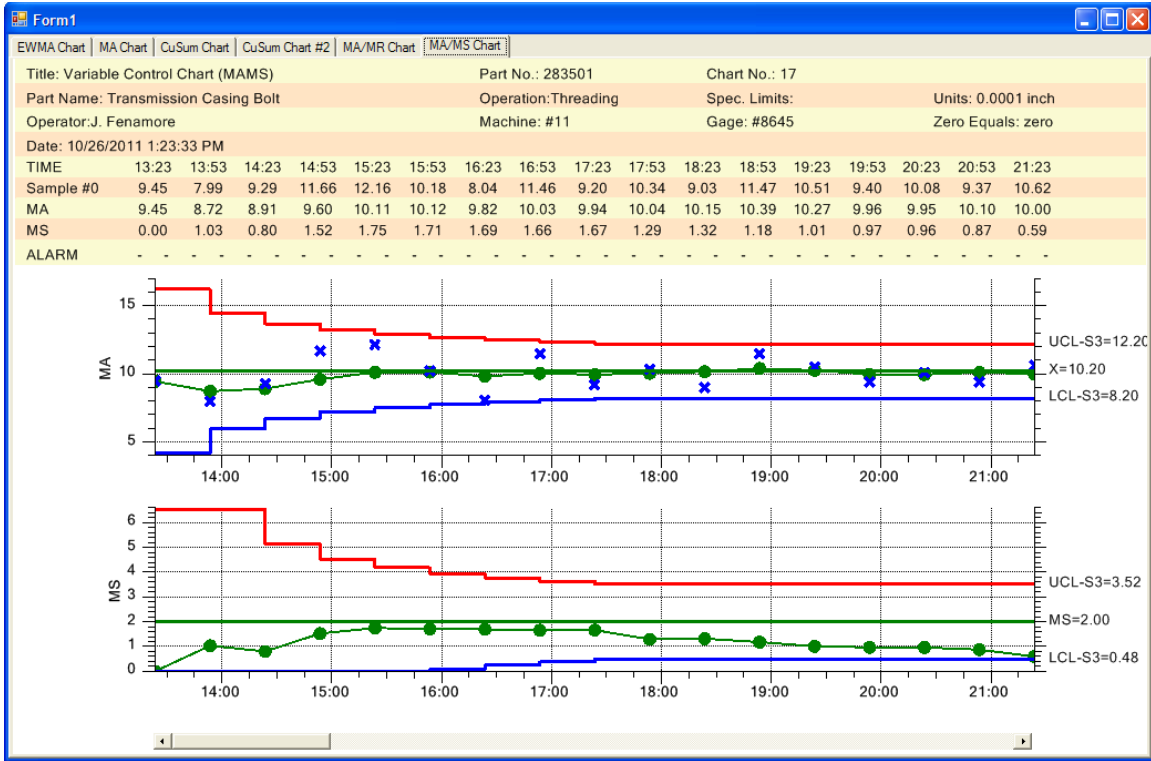 Form1
EWMA Chart MA Chart CuSum Chart CuSum Chart #2 MA/MR Chart MA/MS Chart
Title: Variable Control Chart (MAMS) Part No.: 283501 Chart No.: 17
Part Name: Transmission Casing Bolt Operation:Threading Spec. Limits: Units: 0.0001 inch
Operator:J. Fenamore Machine: #11 Gage: #8645 Zero Equals: zero
Date: 10/26/2011 1:23:33 PM
TIME 13:23 13:53 14:23 14:53 15:23 15:53 16:23 16:53 17:23 17:53 18:23 18:53 19:23 19:53 20:23 20:53 21:23
Sample #0 9.45 7.99 9.29 11.66 12.16 10.18 8.04 11.46 9.20 10.34 9.03 11.47 10.51 9.40 10.08 9.37 10.62
MA 9.45 8.72 8.91 9.60 10.11 10.12 9.82 10.03 9.94 10.04 10.15 10.39 10.27 9.96 9.95 10.10 10.00
MS 0.00 1.03 0.80 1.52 1.75 1.71 1.69 1.66 1.67 1.29 1.32 1.18 1.01 0.97 0.96 0.87 0.59
ALARM - - - - - - - - - - - - - - - - - - - - - - - - - - - - - - - - - -
15
UCL-S3=12.20
MA
10
X=10.20
LCL-S3=8.20
5
14:00 15:00 16:00 17:00 18:00 19:00 20:00 21:00
6
5
4
UCL-S3=3.52
MS
3
2
MS=2.00
1
LCL-S3=0.48
0
14:00 15:00 16:00 17:00 18:00 19:00 20:00 21:00